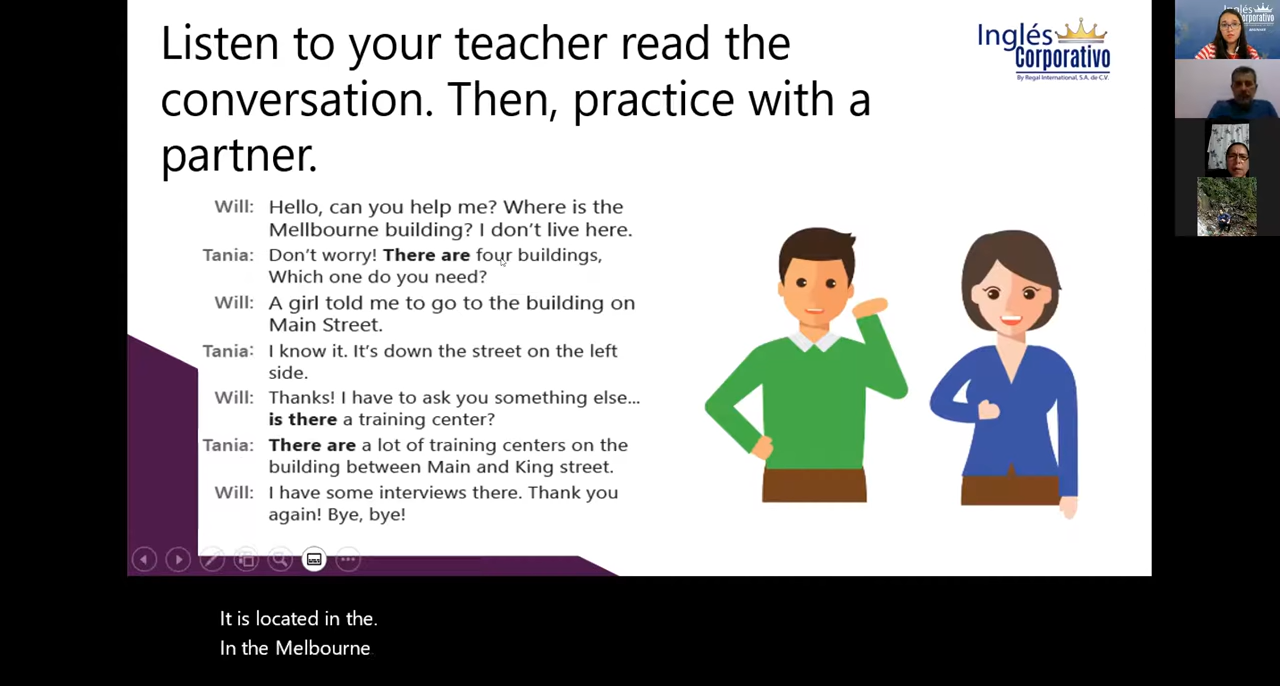 Listen to your teacher read the
conversation. Then, practice with a
partner.
Inglés
Corporativo
By Regal International, S.A. de C.V.
Will: Hello, can you help me? Where is the
Mellbourne building? I don't live here.
Tania: Don't worry! There are four buildings,
Which one do you need?
Will: A girl told me to go to the building on
Main Street.
Tania: I know it. It's down the street on the left
side.
Will: Thanks! I have to ask you something else...
is there a training center?
Tania: There are a lot of training centers on the
building between Main and King street.
Will: I have some interviews there. Thank you
again! Bye, bye!
It is located in the.
In the Melbourne